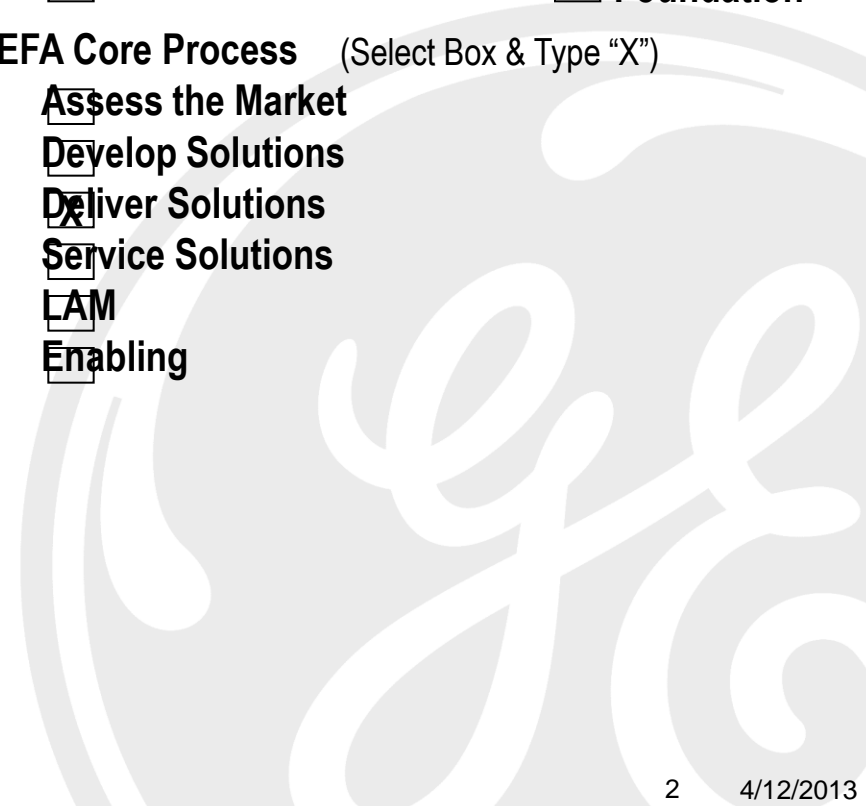 Foundation
EFA Core Process (Select Box & Type “X”)
Assess the Market
Develop Solutions
X Deliver Solutions
Service Solutions
LAM
Enabling
2 4/12/2013